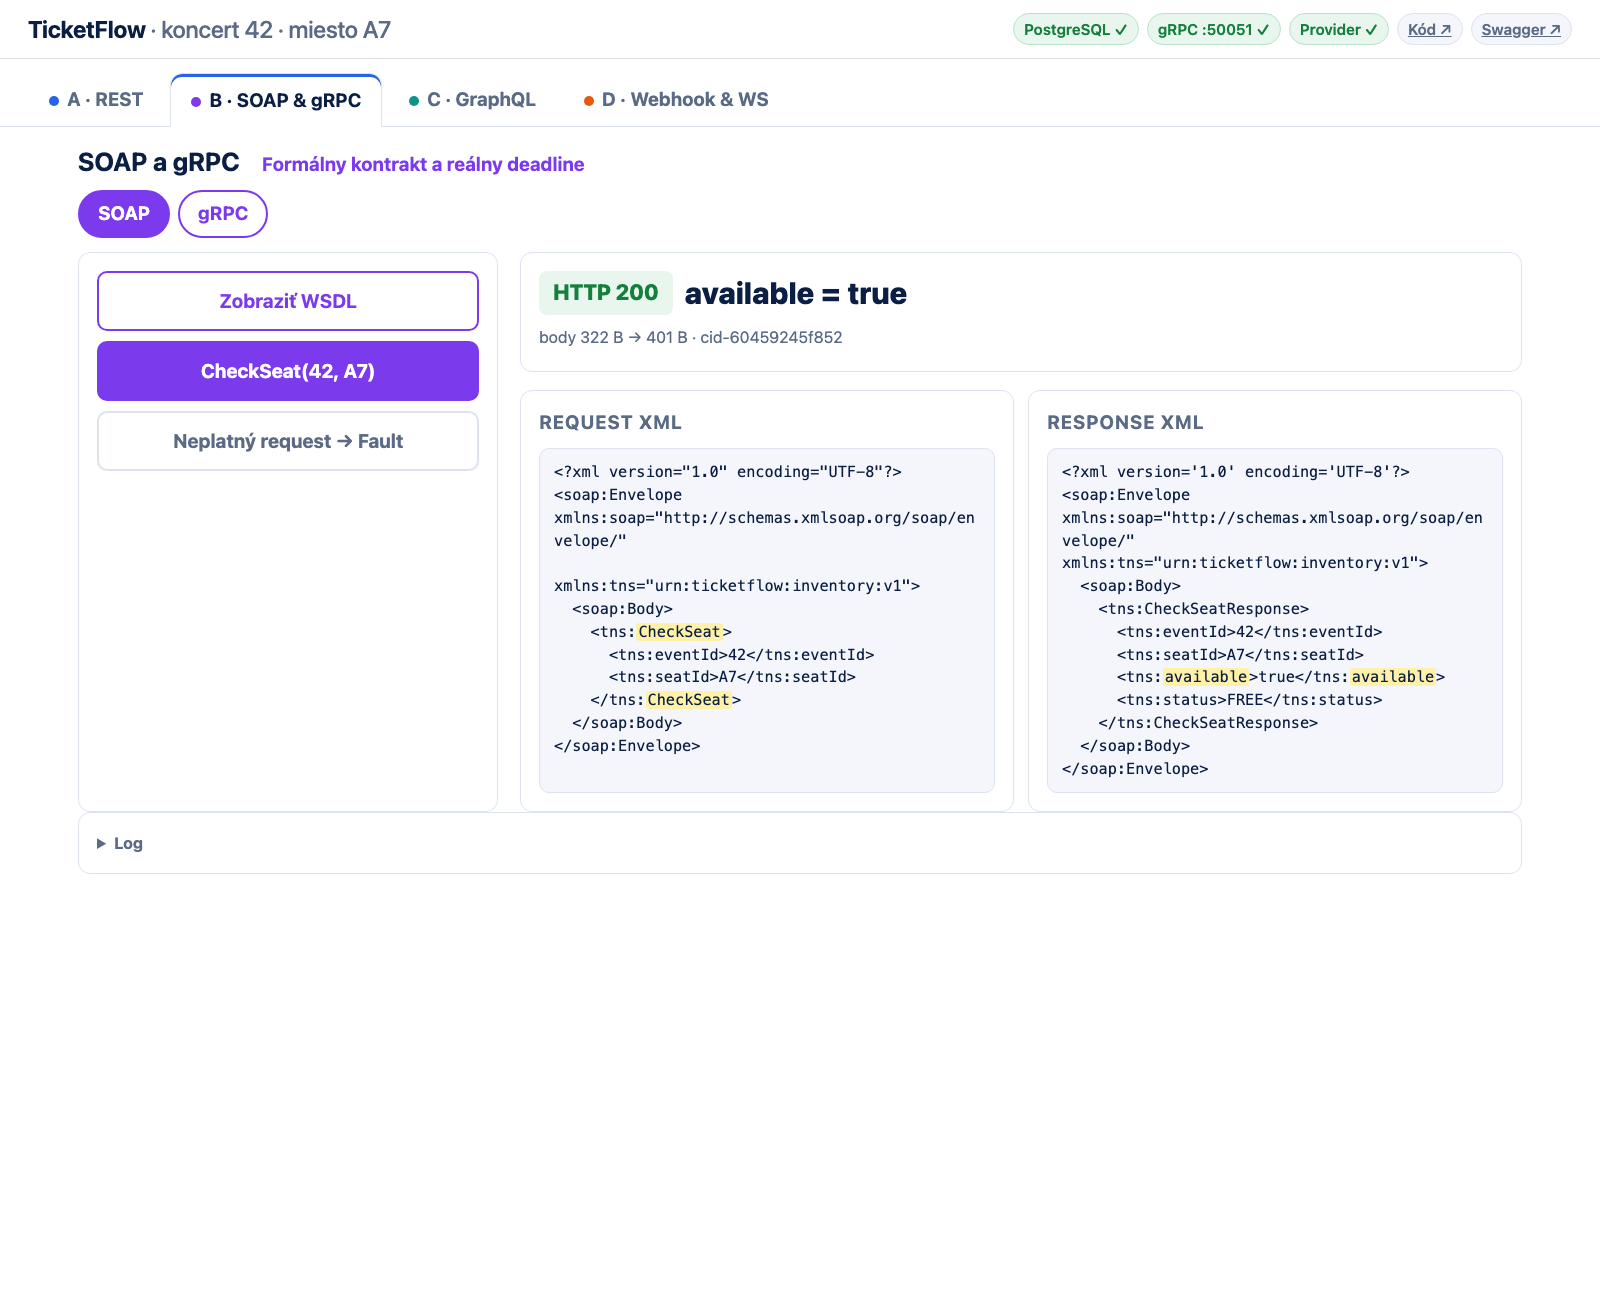 TicketFlow · koncert 42 · miesto A7
PostgreSQL ✓
gRPC :50051 ✓
Provider ✓
Kód ↗
Swagger ↗
A · REST
B · SOAP & gRPC
C · GraphQL
D · Webhook & WS
SOAP a gRPC
Formálny kontrakt a reálny deadline
SOAP
gRPC
Zobraziť WSDL
CheckSeat(42, A7)
Neplatný request → Fault
HTTP 200
available = true
body 322 B → 401 B · cid-60459245f852
REQUEST XML
<?xml version="1.0" encoding="UTF-8"?>
<soap:Envelope
xmlns:soap="http://schemas.xmlsoap.org/soap/en
velope/"
xmlns:tns="urn:ticketflow:inventory:v1">
  <soap:Body>
    <tns:CheckSeat>
      <tns:eventId>42</tns:eventId>
      <tns:seatId>A7</tns:seatId>
    </tns:CheckSeat>
  </soap:Body>
</soap:Envelope>
RESPONSE XML
<?xml version='1.0' encoding='UTF-8'?>
<soap:Envelope
xmlns:soap="http://schemas.xmlsoap.org/soap/en
velope/"
xmlns:tns="urn:ticketflow:inventory:v1">
  <soap:Body>
    <tns:CheckSeatResponse>
      <tns:eventId>42</tns:eventId>
      <tns:seatId>A7</tns:seatId>
      <tns:available>true</tns:available>
      <tns:status>FREE</tns:status>
    </tns:CheckSeatResponse>
  </soap:Body>
</soap:Envelope>
Log